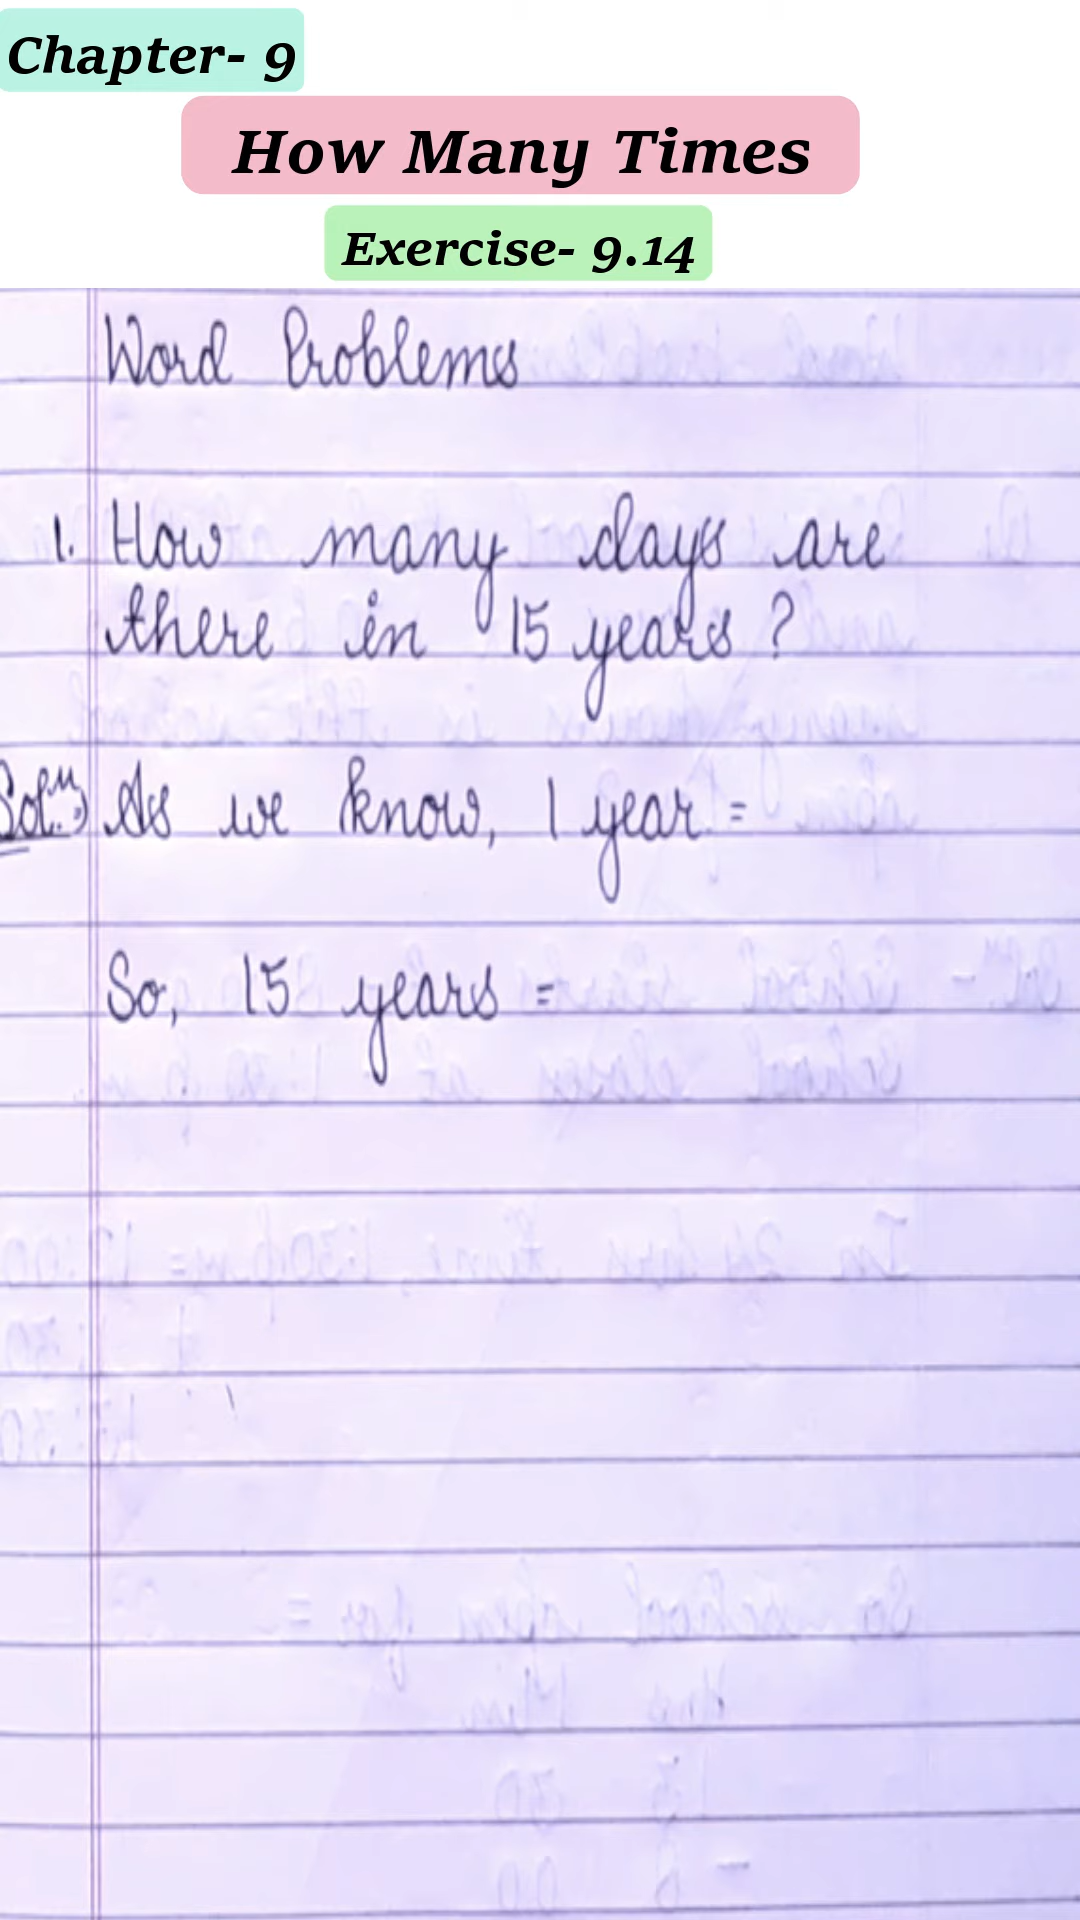 Chapter- 9
How Many Times
Exercise- 9.14
Word Problems
1. How many days are
there in 15 years ?
Solⁿ:) As we know, 1 year =
So, 15 years =